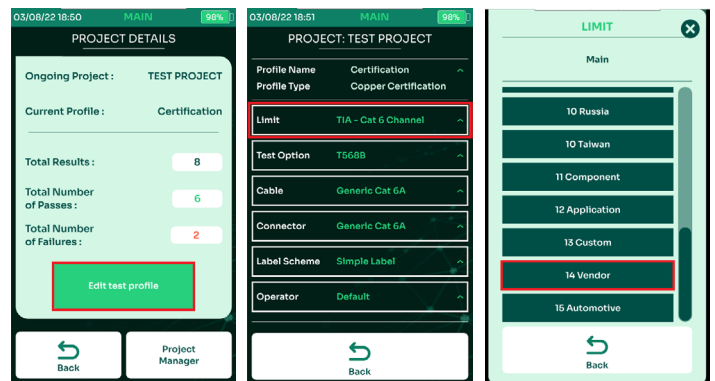 03/08/22 18:50 MAIN 98%
PROJECT DETAILS
Ongoing Project : TEST PROJECT
Current Profile : Certification
Total Results : 8
Total Number
of Passes : 6
Total Number
of Failures : 2
Edit test profile
Back
Project
Manager
03/08/22 18:51 MAIN 98%
PROJECT: TEST PROJECT
Profile Name Certification
Profile Type Copper Certification
Limit TIA - Cat 6 Channel
Test Option T568B
Cable Generic Cat 6A
Connector Generic Cat 6A
Label Scheme Simple Label
Operator Default
Back
LIMIT
Main
10 Russia
10 Taiwan
11 Component
12 Application
13 Custom
14 Vendor
15 Automotive
Back